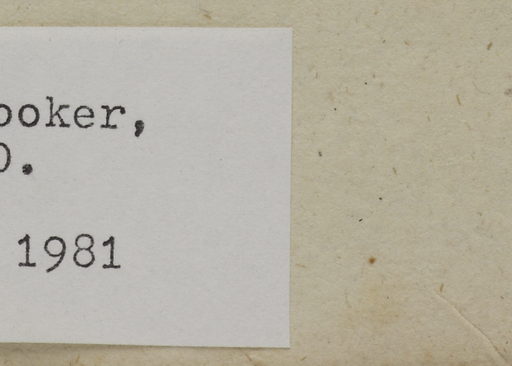 ooker,
.
1981